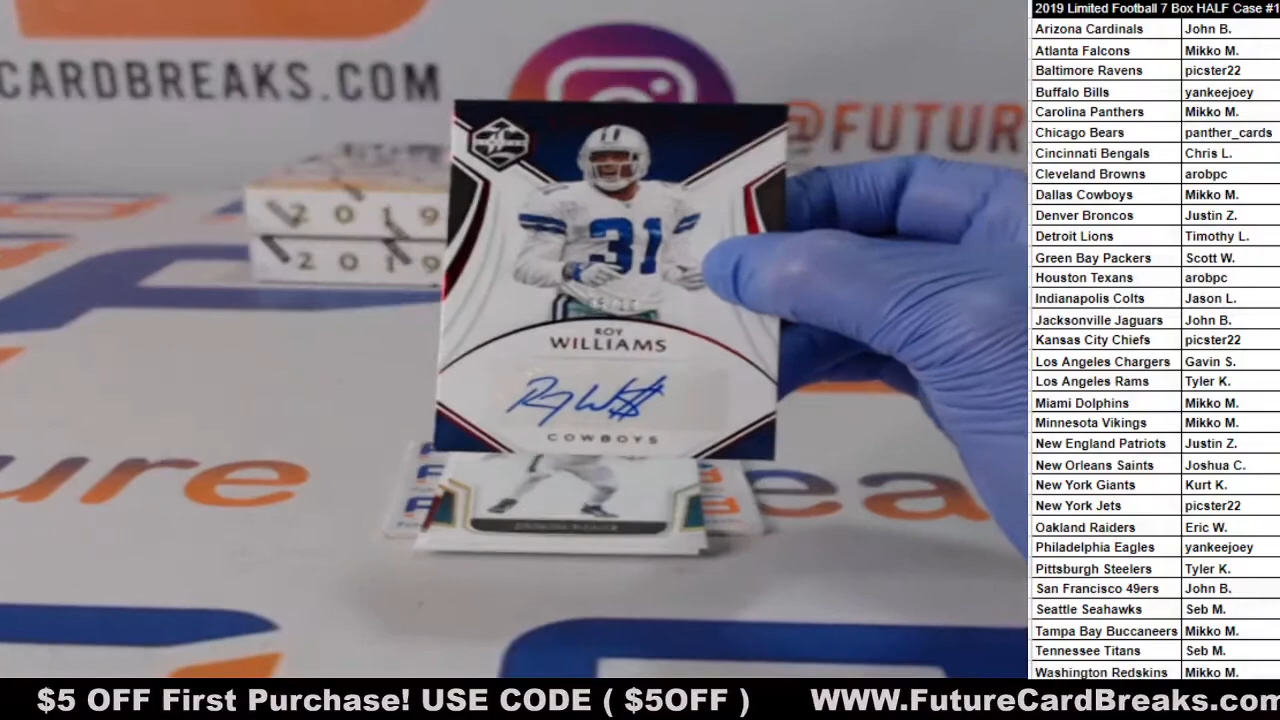 CARDBREAKS.COM
@FUTUR
2019
2019
31
ROY
WILLIAMS
COWBOYS
ure
rea
2019 Limited Football 7 Box HALF Case #1
Arizona Cardinals John B.
Atlanta Falcons Mikko M.
Baltimore Ravens picster22
Buffalo Bills yankeejoey
Carolina Panthers Mikko M.
Chicago Bears panther_cards
Cincinnati Bengals Chris L.
Cleveland Browns arobpc
Dallas Cowboys Mikko M.
Denver Broncos Justin Z.
Detroit Lions Timothy L.
Green Bay Packers Scott W.
Houston Texans arobpc
Indianapolis Colts Jason L.
Jacksonville Jaguars John B.
Kansas City Chiefs picster22
Los Angeles Chargers Gavin S.
Los Angeles Rams Tyler K.
Miami Dolphins Mikko M.
Minnesota Vikings Mikko M.
New England Patriots Justin Z.
New Orleans Saints Joshua C.
New York Giants Kurt K.
New York Jets picster22
Oakland Raiders Eric W.
Philadelphia Eagles yankeejoey
Pittsburgh Steelers Tyler K.
San Francisco 49ers John B.
Seattle Seahawks Seb M.
Tampa Bay Buccaneers Mikko M.
Tennessee Titans Seb M.
Washington Redskins Mikko M.
$5 OFF First Purchase! USE CODE ( $5OFF ) WWW.FutureCardBreaks.com